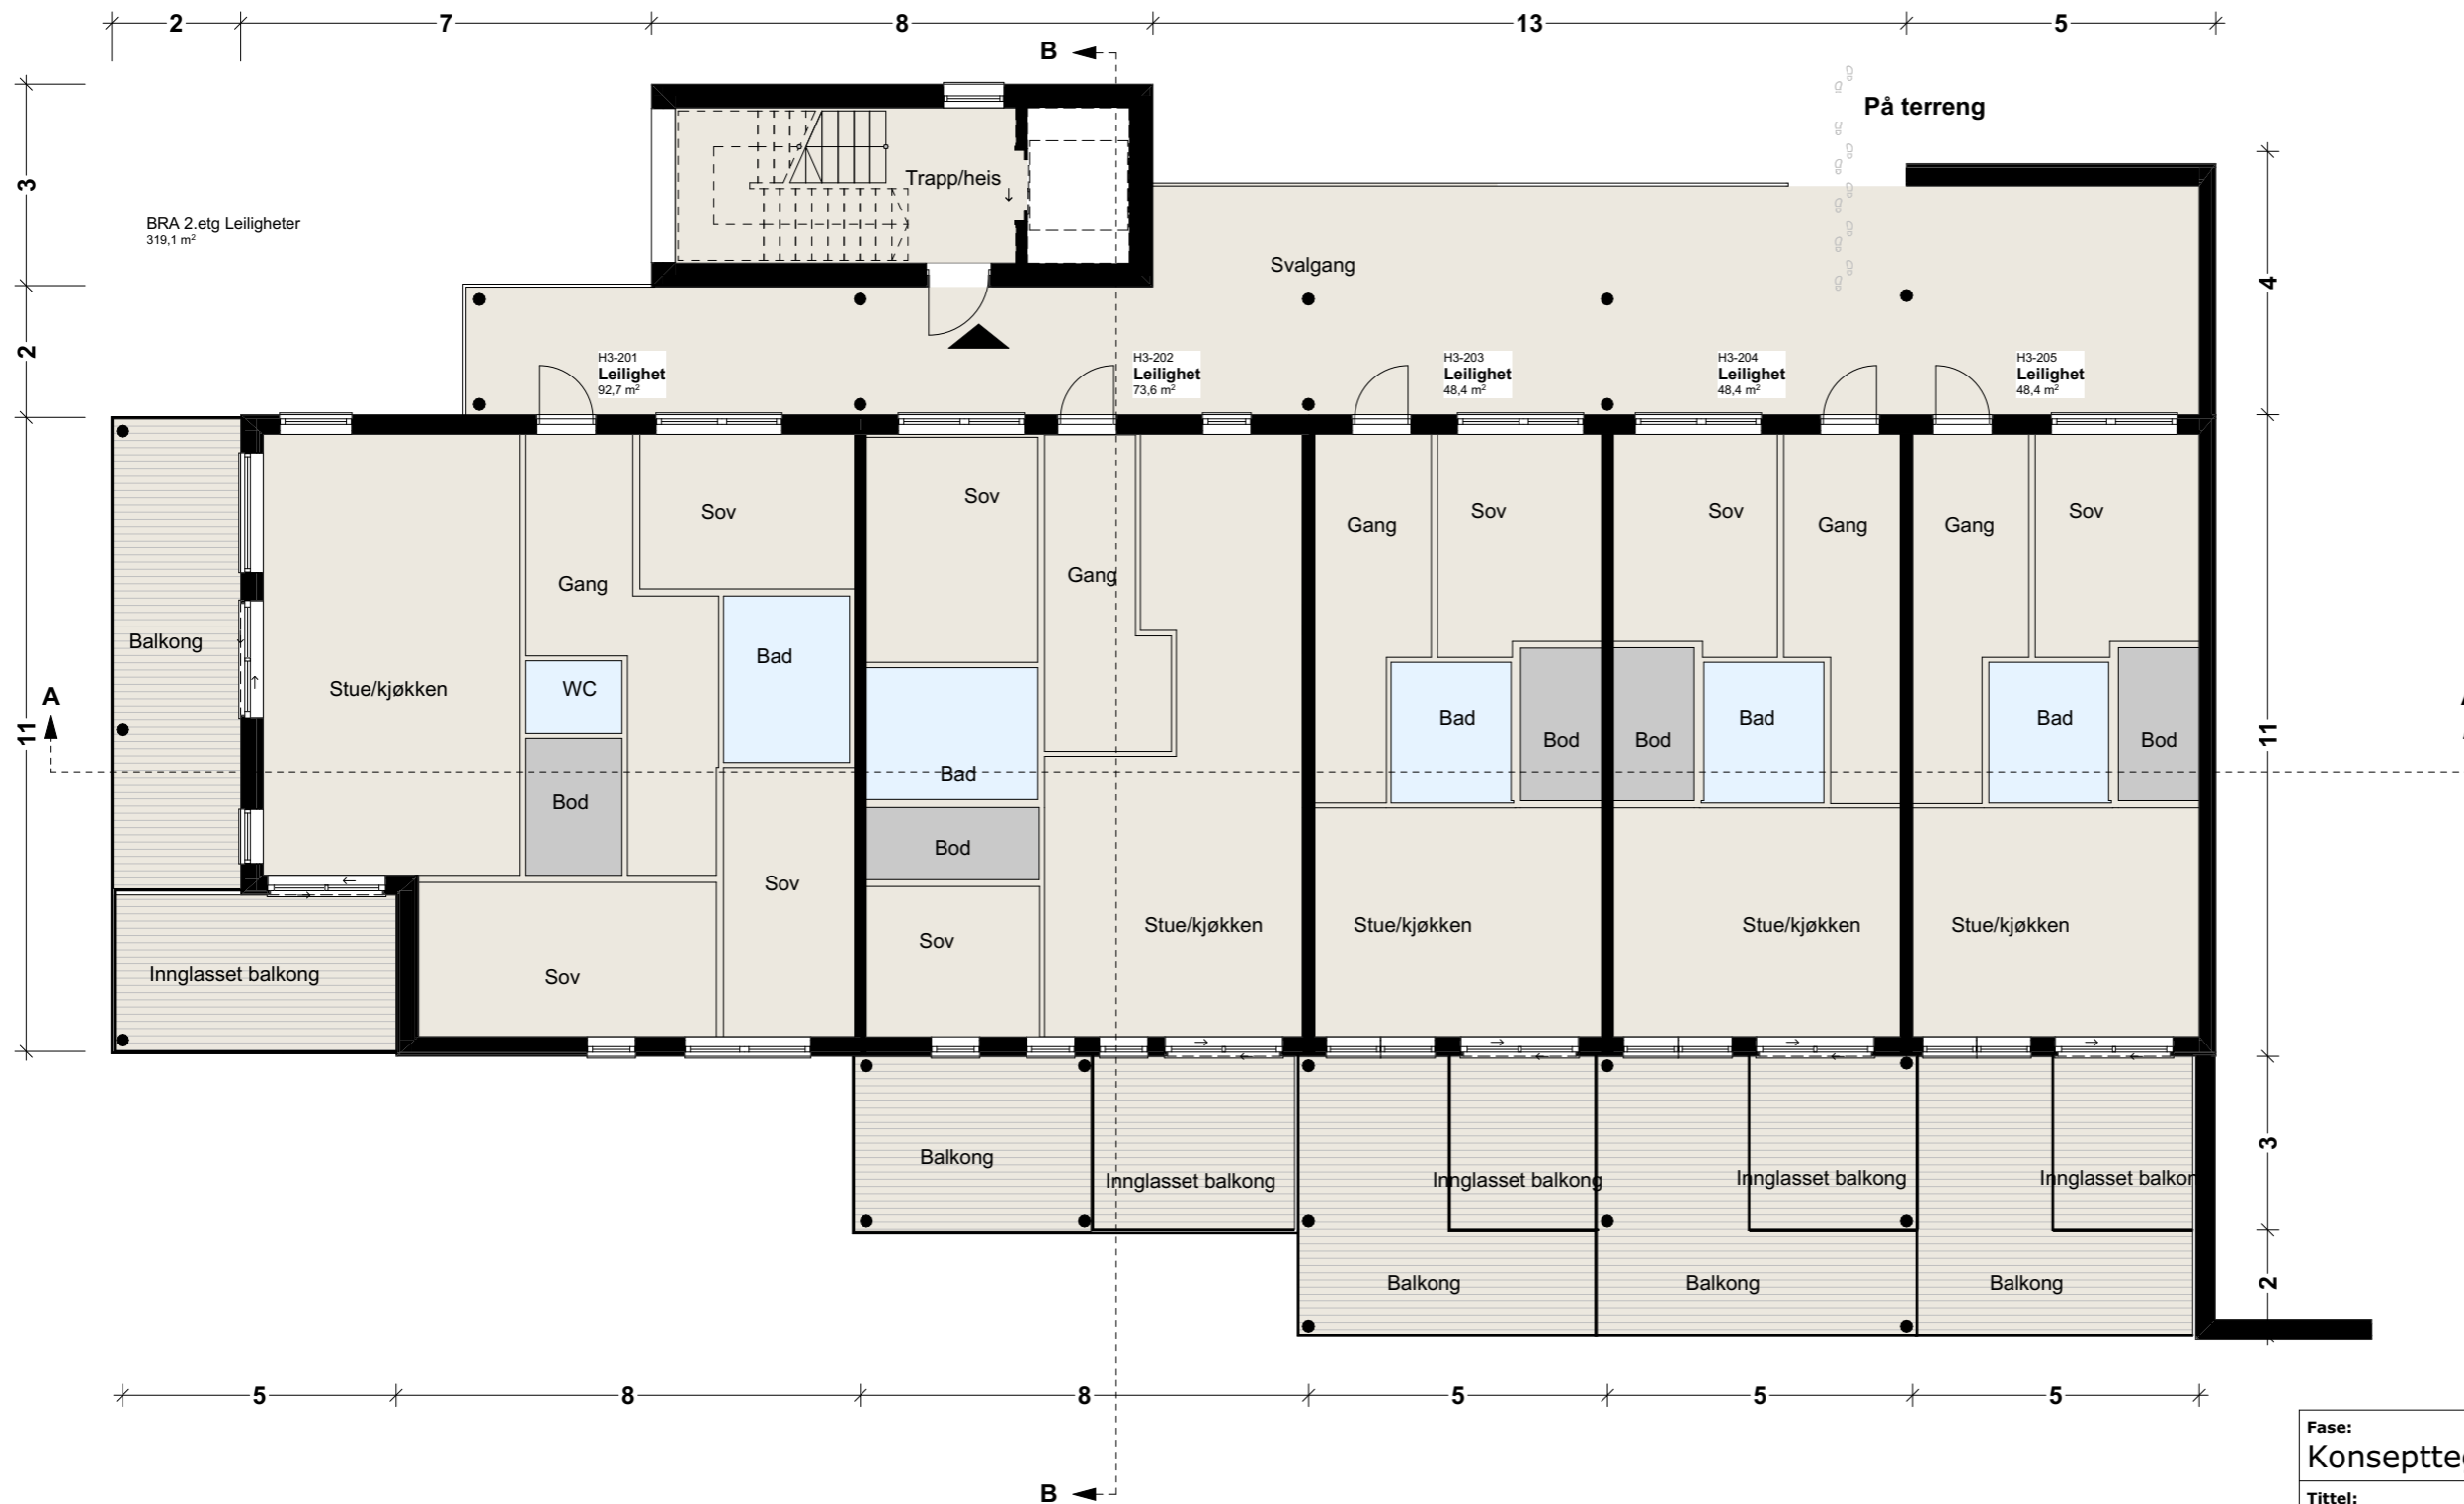 2
7
8
13
5
B
På terreng
3
Trapp/heis
BRA 2.etg Leiligheter
319,1 m²
Svalgang
4
2
H3-201
Leilighet
92,7 m²
H3-202
Leilighet
73,6 m²
H3-203
Leilighet
48,4 m²
H3-204
Leilighet
48,4 m²
H3-205
Leilighet
48,4 m²
Sov
Sov
Gang
Sov
Sov
Gang
Gang
Sov
Gang
Gang
Balkong
Bad
Stue/kjøkken
WC
A
Bad
Bod
Bod
Bad
Bad
Bod
11
11
Bad
Bod
Bod
Sov
Stue/kjøkken
Stue/kjøkken
Stue/kjøkken
Stue/kjøkken
Sov
Innglasset balkong
Sov
3
Balkong
Innglasset balkong
Innglasset balkong
Innglasset balkong
Innglasset balkon
Balkong
Balkong
Balkong
2
5
8
8
5
5
5
Fase:
B
Tittel: